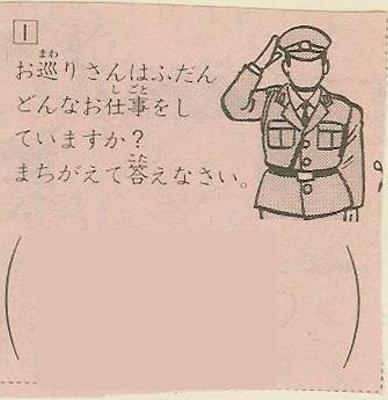 1
お巡りさんはふだん
どんなお仕事をし
ていますか?
まちがえて答えなさい。